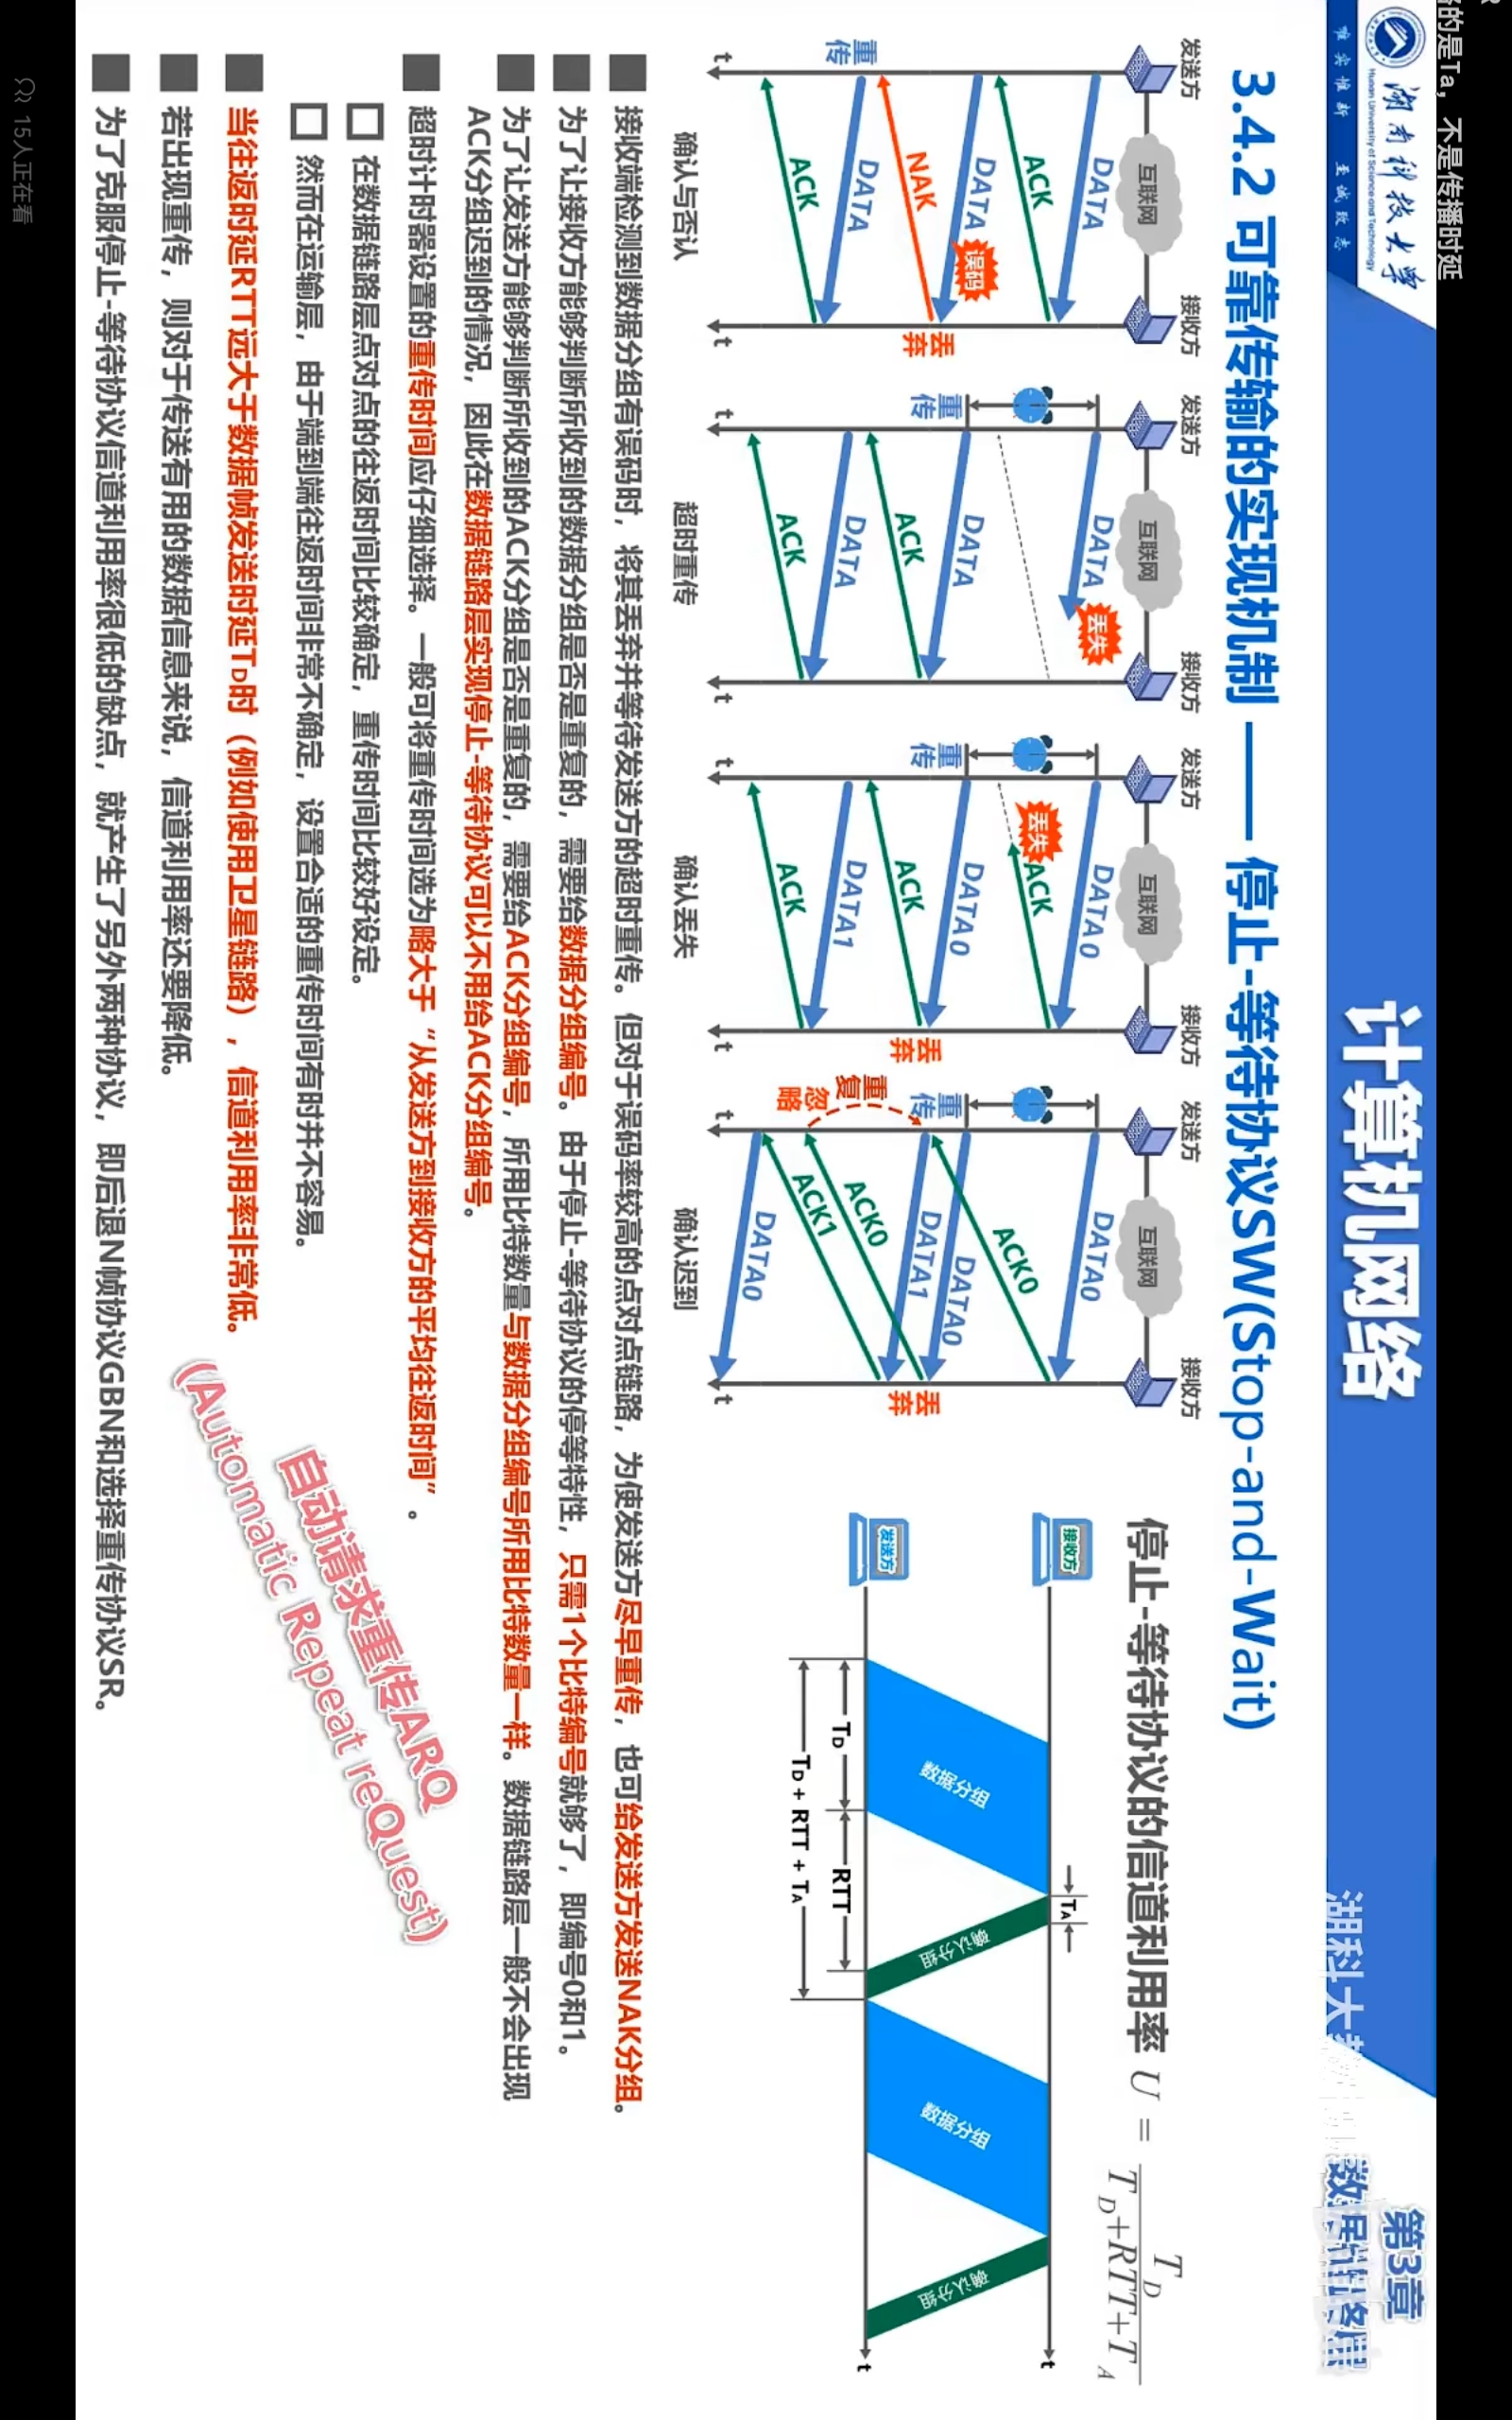 的是Ta，不是传播时延
湖南科技大学
Hunan University of Science and Technology
唯实惟新 至诚致志
计算机网络
湖科大
第3章
数据链路层
3.4.2 可靠传输的实现机制 —— 停止-等待协议SW(Stop-and-Wait)
发送方 互联网 接收方
DATA
ACK
DATA
误码
NAK
丢弃
重传
DATA
ACK
t t
确认与否认
发送方 互联网 接收方
DATA
丢失
重传
DATA
ACK
DATA
ACK
t t
超时重传
发送方 互联网 接收方
DATA0
ACK
丢失
重传
DATA0
丢弃
ACK
DATA1
ACK
t t
确认丢失
发送方 互联网 接收方
DATA0
ACK0
重传
DATA0
DATA1
丢弃
重复
忽略
ACK0
ACK1
DATA0
t t
确认迟到
停止-等待协议的信道利用率 U = TD / TD+RTT+TA
接收方
发送方
TA
数据分组
确认分组
数据分组
确认分组
t
t
TD
RTT
TD + RTT + TA
接收端检测到数据分组有误码时，将其丢弃并等待发送方的超时重传。但对于误码率较高的点对点链路，为使发送方尽早重传，也可给发送方发送NAK分组。
为了让接收方能够判断所收到的数据分组是否是重复的，需要给数据分组编号。由于停止-等待协议的停等特性，只需1个比特编号就够了，即编号0和1。
为了让发送方能够判断所收到的ACK分组是否是重复的，需要给ACK分组编号，所用比特数量与数据分组编号所用比特数量一样。数据链路层一般不会出现
ACK分组迟到的情况，因此在数据链路层实现停止-等待协议可以不用给ACK分组编号。
超时计时器设置的重传时间应仔细选择。一般可将重传时间选为略大于“从发送方到接收方的平均往返时间”。
在数据链路层点对点的往返时间比较确定，重传时间比较好设定。
然而在运输层，由于端到端往返时间非常不确定，设置合适的重传时间有时并不容易。
当往返时延RTT远大于数据帧发送时延TD时（例如使用卫星链路），信道利用率非常低。
若出现重传，则对于传送有用的数据信息来说，信道利用率还要降低。
为了克服停止-等待协议信道利用率很低的缺点，就产生了另外两种协议，即后退N帧协议GBN和选择重传协议SR。
自动请求重传ARQ
(Automatic Repeat reQuest)
15人正在看